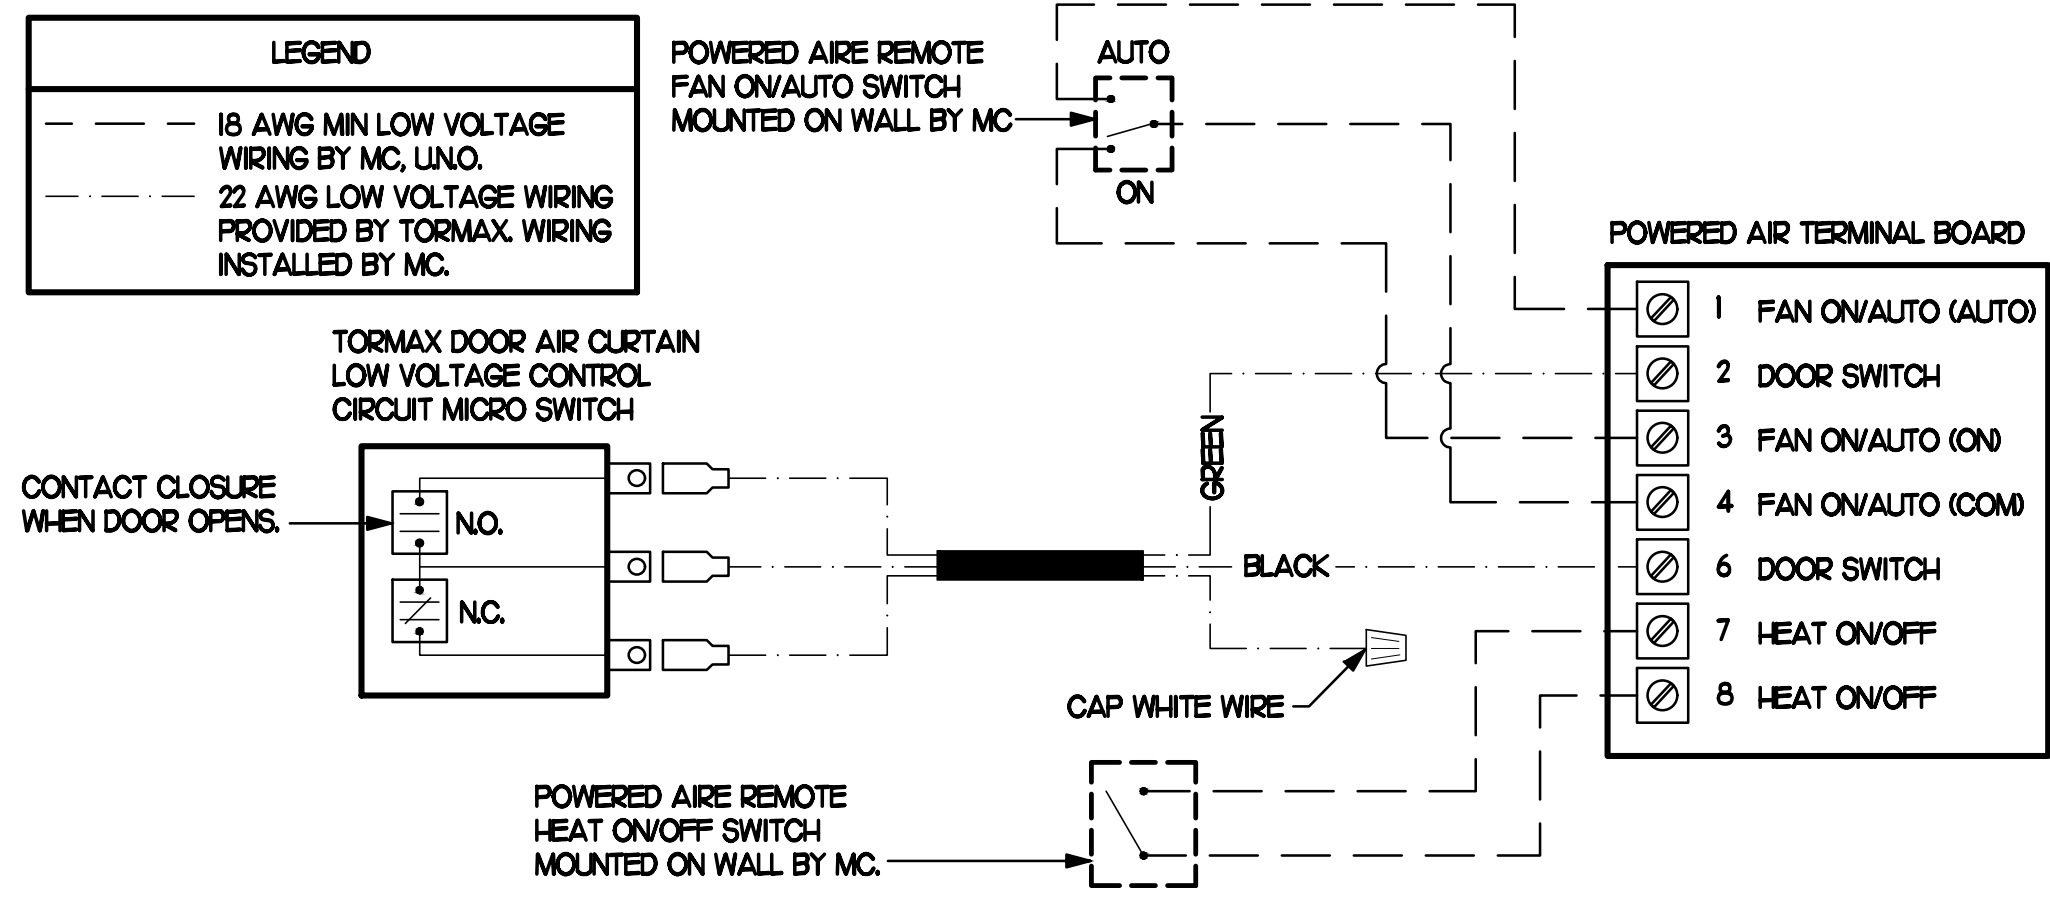 LEGEND
18 AWG MIN LOW VOLTAGE
WIRING BY MC, U.N.O.
22 AWG LOW VOLTAGE WIRING
PROVIDED BY TORMAX. WIRING
INSTALLED BY MC.
POWERED AIRE REMOTE
FAN ON/AUTO SWITCH
MOUNTED ON WALL BY MC
AUTO
ON
POWERED AIR TERMINAL BOARD
1 FAN ON/AUTO (AUTO)
2 DOOR SWITCH
3 FAN ON/AUTO (ON)
4 FAN ON/AUTO (COM)
6 DOOR SWITCH
7 HEAT ON/OFF
8 HEAT ON/OFF
TORMAX DOOR AIR CURTAIN
LOW VOLTAGE CONTROL
CIRCUIT MICRO SWITCH
CONTACT CLOSURE
WHEN DOOR OPENS.
N.O.
N.C.
GREEN
BLACK
CAP WHITE WIRE
POWERED AIRE REMOTE
HEAT ON/OFF SWITCH
MOUNTED ON WALL BY MC.